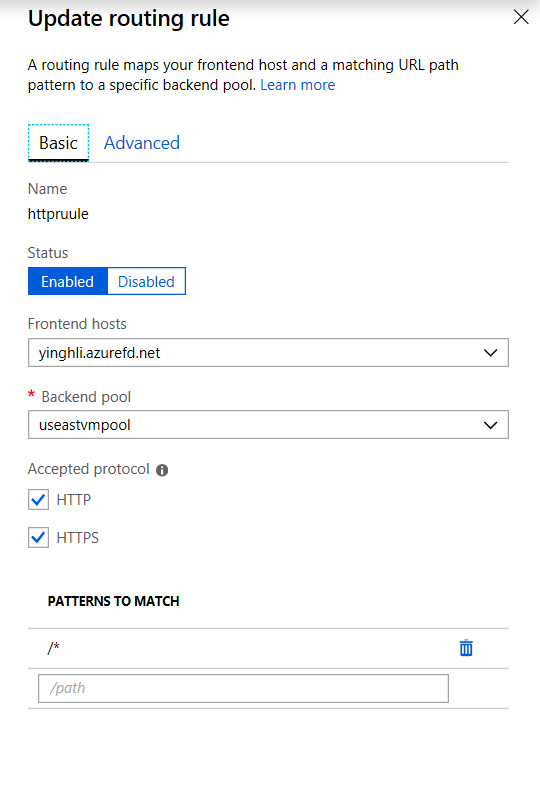 Update routing rule
A routing rule maps your frontend host and a matching URL path
pattern to a specific backend pool. Learn more
Basic Advanced
Name
httpruule
Status
Enabled Disabled
Frontend hosts
yinghli.azurefd.net
* Backend pool
useastvmpool
Accepted protocol
HTTP
HTTPS
PATTERNS TO MATCH
/*
/path